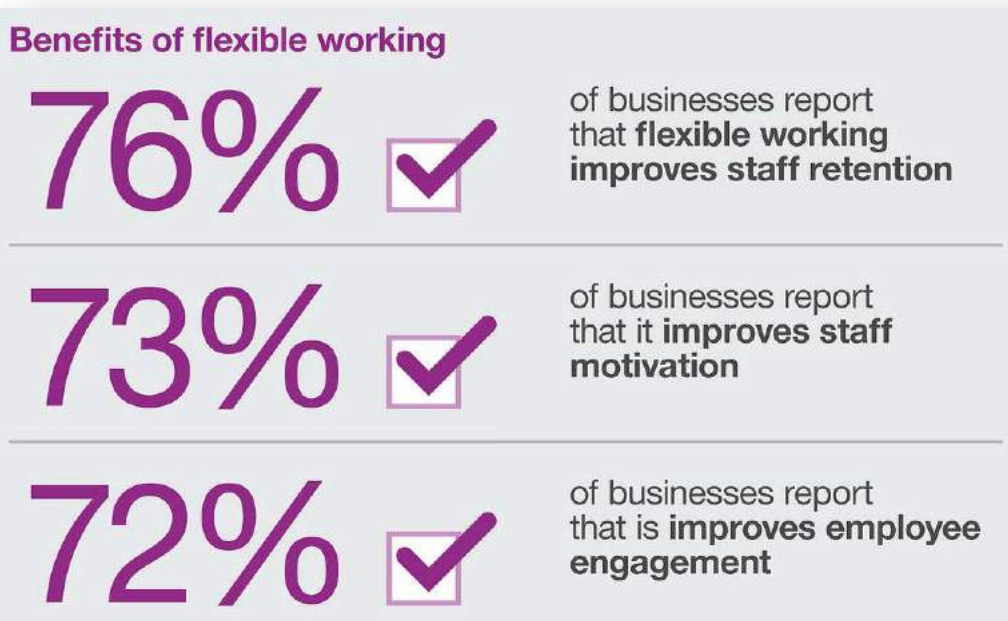 Benefits of flexible working
76%
of businesses report
that flexible working
improves staff retention
73%
of businesses report
that it improves staff
motivation
72%
of businesses report
that is improves employee
engagement